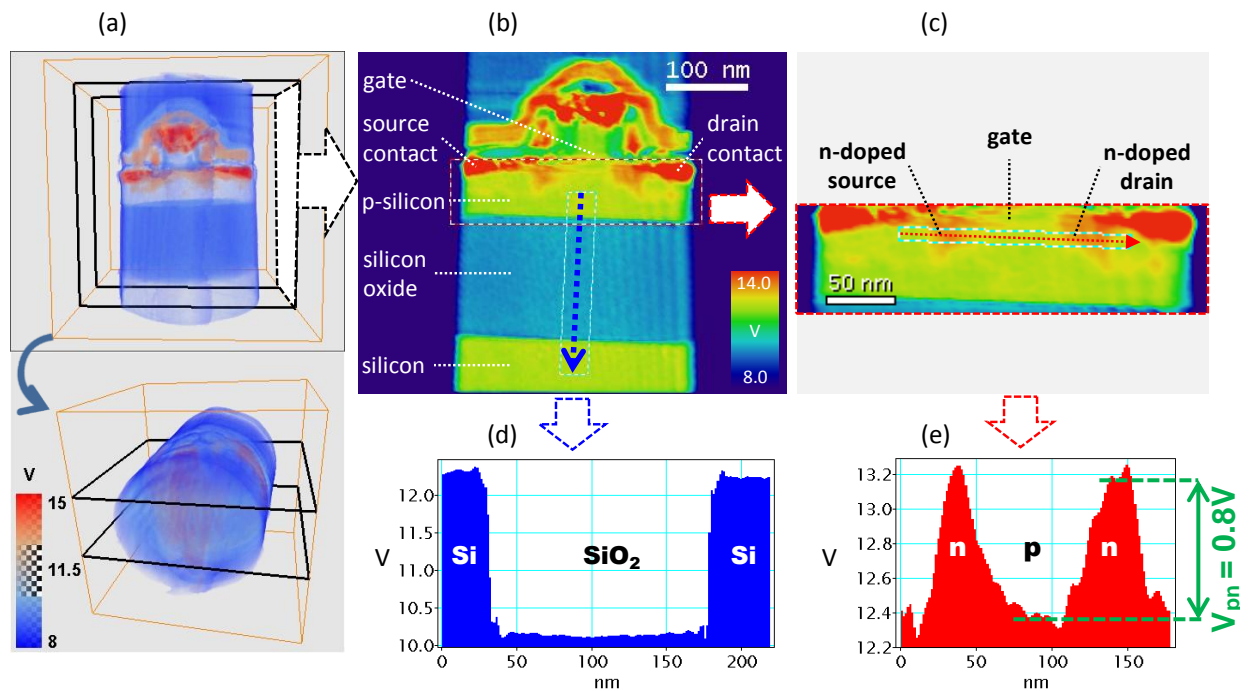 (a)
(b)
(c)
V
15
11.5
8
gate
source
contact
p-silicon
silicon
oxide
silicon
100 nm
drain
contact
14.0
V
8.0
gate
n-doped
source
n-doped
drain
50 nm
(d)
V
12.0
11.5
11.0
10.5
10.0
Si
SiO₂
Si
0
50
100
150
200
nm
(e)
V
13.2
13.0
12.8
12.6
12.4
12.2
n
p
n
0
50
100
150
nm
Vpn = 0.8V